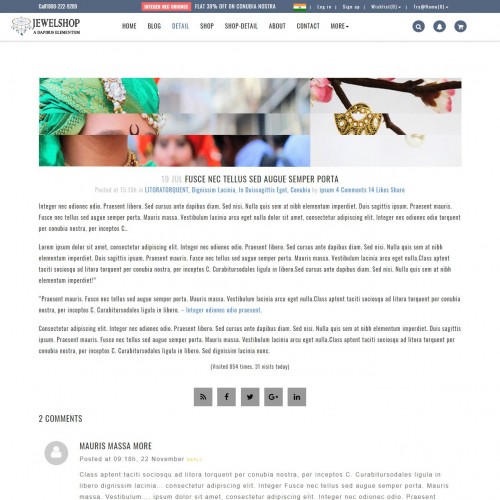 Call1800-222-0289 INTEGER NEC ODIONES FLAT 30% OFF ON CONUBIA NOSTRA | Log in | Sign in | Wishlist(0) | Try@Home(0)
JEWELSHOP
A DAPIBUS ELEMENTUM
HOME BLOG DETAIL SHOP SHOP-DETAIL ABOUT CONTACT US MORE
19 JUL FUSCE NEC TELLUS SED AUGUE SEMPER PORTA
Posted at 15:10h in LITORATORQUENT, Dignissim Lacinia, In Duissagittis Eget, Conubia by ipsum 4 Comments 14 Likes Share
Integer nec odionec odio. Praesent libero. Sed cursus ante dapibus diam. Sed nisi. Nulla quis sem at nibh elementum imperdiet. Duis sagittis ipsum. Praesent mauris.
Fusce nec tellus sed augue semper porta. Mauris massa. Vestibulum lacinia arcu eget nulla dolor sit amet, consectetur adipiscing elit. Integer nec odionec odio torquent
per conubia nostra, per inceptos C..
Lorem ipsum dolor sit amet, consectetur adipiscing elit. Integer nec odionec odio. Praesent libero. Sed cursus ante dapibus diam. Sed nisi. Nulla quis sem at nibh
elementum imperdiet. Duis sagittis ipsum. Praesent mauris. Fusce nec tellus sed augue semper porta. Mauris massa. Vestibulum lacinia arcu eget nulla.Class aptent
taciti sociosqu ad litora torquent per conubia nostra, per inceptos C. Curabitursodales ligula in libero.Sed cursus ante dapibus diam. Sed nisi. Nulla quis sem at nibh
elementum imperdiet!"
"Praesent mauris. Fusce nec tellus sed augue semper porta. Mauris massa. Vestibulum lacinia arcu eget nulla.Class aptent taciti sociosqu ad litora torquent per conubia
nostra, per inceptos C. Curabitursodales ligula in libero. – Integer odionec odio praesent.
Consectetur adipiscing elit. Integer nec odionec odio. Praesent libero. Sed cursus ante dapibus diam. Sed nisi. Nulla quis sem at nibh elementum imperdiet. Duis sagittis
ipsum. Praesent mauris. Fusce nec tellus sed augue semper porta. Mauris massa. Vestibulum lacinia arcu eget nulla.Class aptent taciti sociosqu ad litora torquent per
conubia nostra, per inceptos C. Curabitursodales ligula in libero. Sed dignissim lacinia nunc.
(Visited 854 times, 31 visits today)
2 COMMENTS
MAURIS MASSA MORE
Posted at 09:18h, 22 November REPLY
Class aptent taciti sociosqu ad litora torquent per conubia nostra, per inceptos C. Curabitursodales ligula in
libero dignissim lacinia... consectetur adipiscing elit. Integer Fusce nec tellus sed augue semper porta. Mauris
massa. Vestibulum.... ipsum dolor sit amet, consectetur adipiscing elit. Integer nec odionec odio. Praesent